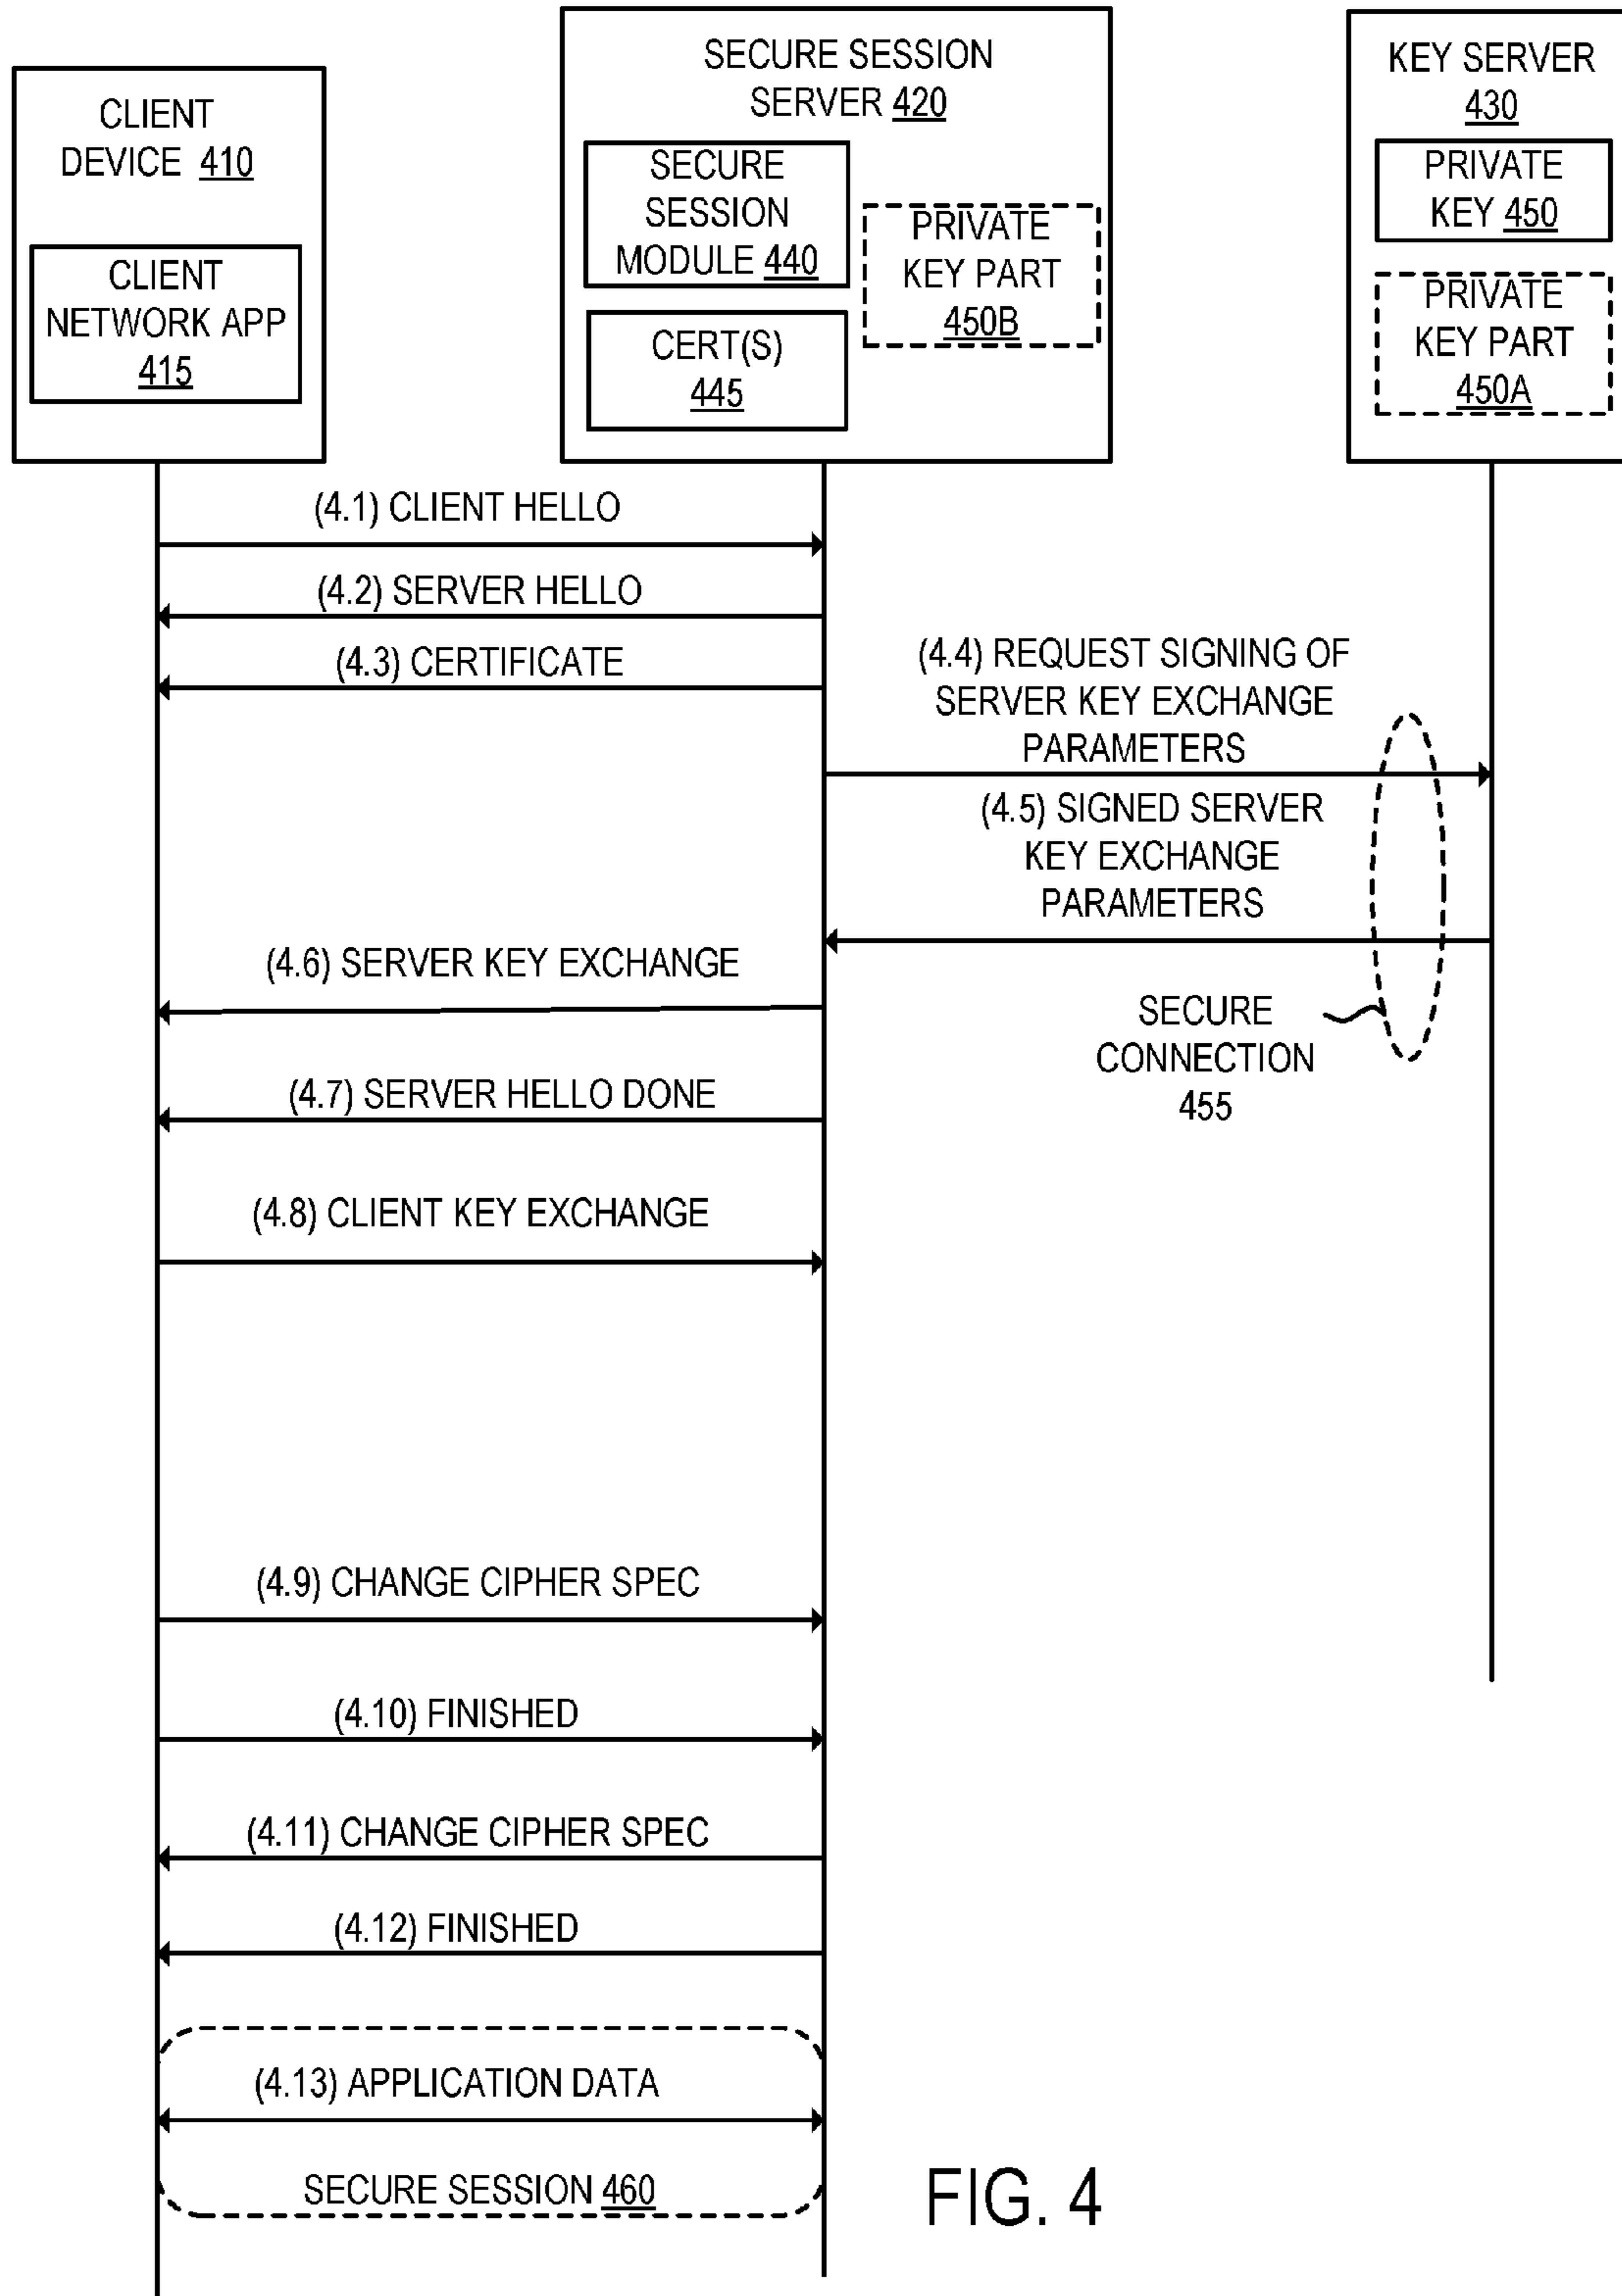 CLIENT
DEVICE 410
CLIENT
NETWORK APP
415
SECURE SESSION
SERVER 420
SECURE
SESSION
MODULE 440
CERT(S)
445
PRIVATE
KEY PART
450B
KEY SERVER
430
PRIVATE
KEY 450
PRIVATE
KEY PART
450A
(4.1) CLIENT HELLO
(4.2) SERVER HELLO
(4.3) CERTIFICATE
(4.4) REQUEST SIGNING OF
SERVER KEY EXCHANGE
PARAMETERS
(4.5) SIGNED SERVER
KEY EXCHANGE
PARAMETERS
(4.6) SERVER KEY EXCHANGE
SECURE
CONNECTION
455
(4.7) SERVER HELLO DONE
(4.8) CLIENT KEY EXCHANGE
(4.9) CHANGE CIPHER SPEC
(4.10) FINISHED
(4.11) CHANGE CIPHER SPEC
(4.12) FINISHED
(4.13) APPLICATION DATA
SECURE SESSION 460
FIG. 4